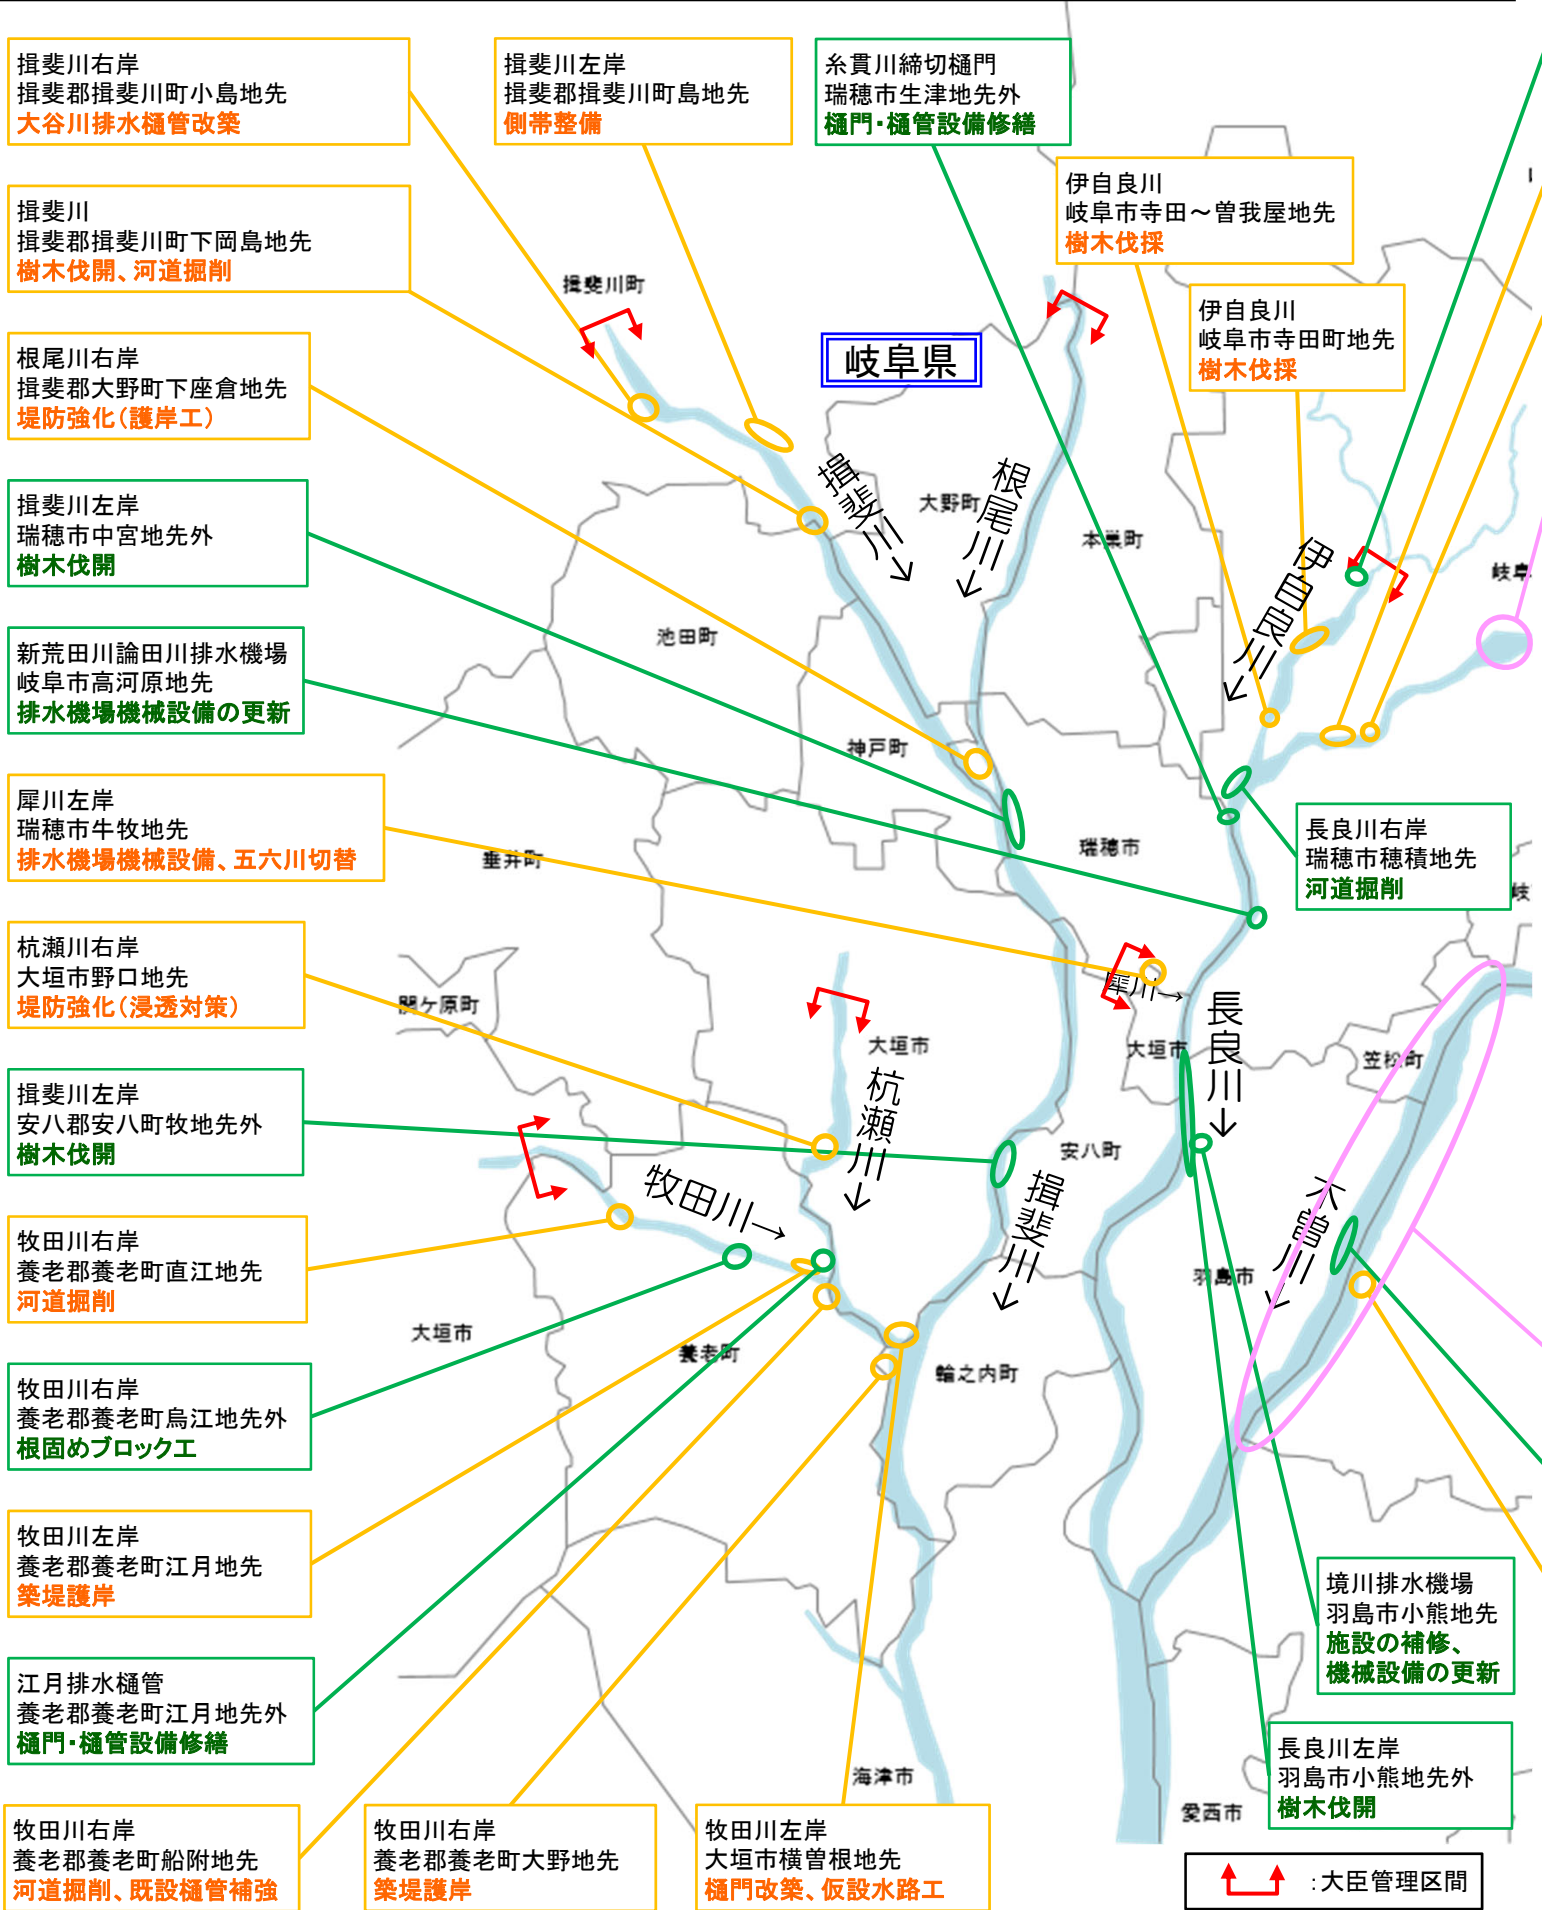 揖斐川右岸
揖斐郡揖斐川町小島地先
大谷川排水樋管改築
揖斐川左岸
揖斐郡揖斐川町島地先
側帯整備
糸貫川締切樋門
瑞穂市生津地先外
樋門・樋管設備修繕
伊自良川
岐阜市寺田～曽我屋地先
樹木伐採
揖斐川
揖斐郡揖斐川町下岡島地先
樹木伐開、河道掘削
伊自良川
岐阜市寺田町地先
樹木伐採
揖斐川町
岐阜県
根尾川右岸
揖斐郡大野町下座倉地先
堤防強化（護岸工）
揖斐川
根尾川
大野町
本巣町
伊自良川
岐阜
揖斐川左岸
瑞穂市中宮地先外
樹木伐開
池田町
新荒田川論田川排水機場
岐阜市高河原地先
排水機場機械設備の更新
神戸町
犀川左岸
瑞穂市牛牧地先
排水機場機械設備、五六川切替
垂井町
瑞穂市
長良川右岸
瑞穂市穂積地先
河道掘削
岐
杭瀬川右岸
大垣市野口地先
堤防強化（浸透対策）
関ケ原町
犀川→
長良川
大垣市
大垣市
笠松町
杭瀬川
揖斐川左岸
安八郡安八町牧地先外
樹木伐開
安八町
牧田川→
揖斐川
木曽川
羽島市
牧田川右岸
養老郡養老町直江地先
河道掘削
大垣市
養老町
輪之内町
牧田川右岸
養老郡養老町烏江地先外
根固めブロック工
牧田川左岸
養老郡養老町江月地先
築堤護岸
境川排水機場
羽島市小熊地先
施設の補修、
機械設備の更新
江月排水樋管
養老郡養老町江月地先外
樋門・樋管設備修繕
長良川左岸
羽島市小熊地先外
樹木伐開
海津市
愛西市
牧田川右岸
養老郡養老町船附地先
河道掘削、既設樋管補強
牧田川右岸
養老郡養老町大野地先
築堤護岸
牧田川左岸
大垣市横曽根地先
樋門改築、仮設水路工
：大臣管理区間